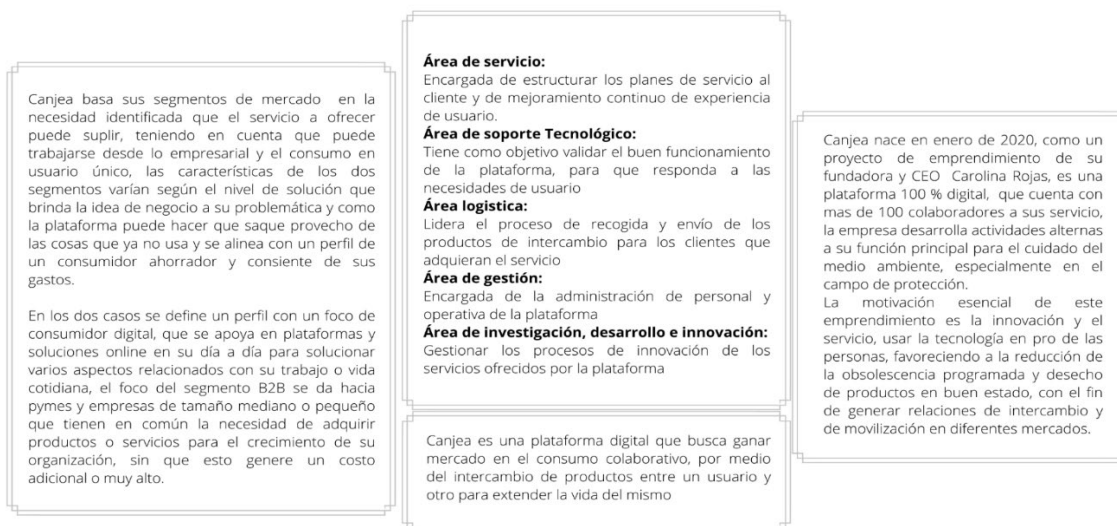 Canjea basa sus segmentos de mercado en la
necesidad identificada que el servicio a ofrecer
puede suplir, teniendo en cuenta que puede
trabajarse desde lo empresarial y el consumo en
usuario único, las características de los dos
segmentos varían según el nivel de solución que
brinda la idea de negocio a su problemática y como
la plataforma puede hacer que saque provecho de
las cosas que ya no usa y se alinea con un perfil de
un consumidor ahorrador y consiente de sus
gastos.
En los dos casos se define un perfil con un foco de
consumidor digital, que se apoya en plataformas y
soluciones online en su día a día para solucionar
varios aspectos relacionados con su trabajo o vida
cotidiana, el foco del segmento B2B se da hacia
pymes y empresas de tamaño mediano o pequeño
que tienen en común la necesidad de adquirir
productos o servicios para el crecimiento de su
organización, sin que esto genere un costo
adicional o muy alto.
Área de servicio:
Encargada de estructurar los planes de servicio al
cliente y de mejoramiento continuo de experiencia
de usuario.
Área de soporte Tecnológico:
Tiene como objetivo validar el buen funcionamiento
de la plataforma, para que responda a las
necesidades de usuario
Área logistica:
Lidera el proceso de recogida y envío de los
productos de intercambio para los clientes que
adquieran el servicio
Área de gestión:
Encargada de la administración de personal y
operativa de la plataforma
Área de investigación, desarrollo e innovación:
Gestionar los procesos de innovación de los
servicios ofrecidos por la plataforma
Canjea es una plataforma digital que busca ganar
mercado en el consumo colaborativo, por medio
del intercambio de productos entre un usuario y
otro para extender la vida del mismo
Canjea nace en enero de 2020, como un
proyecto de emprendimiento de su
fundadora y CEO Carolina Rojas, es una
plataforma 100 % digital, que cuenta con
mas de 100 colaboradores a sus servicio,
la empresa desarrolla actividades alternas
a su función principal para el cuidado del
medio ambiente, especialmente en el
campo de protección.
La motivación esencial de este
emprendimiento es la innovación y el
servicio, usar la tecnología en pro de las
personas, favoreciendo a la reducción de
la obsolescencia programada y desecho
de productos en buen estado, con el fin
de generar relaciones de intercambio y
de movilización en diferentes mercados.